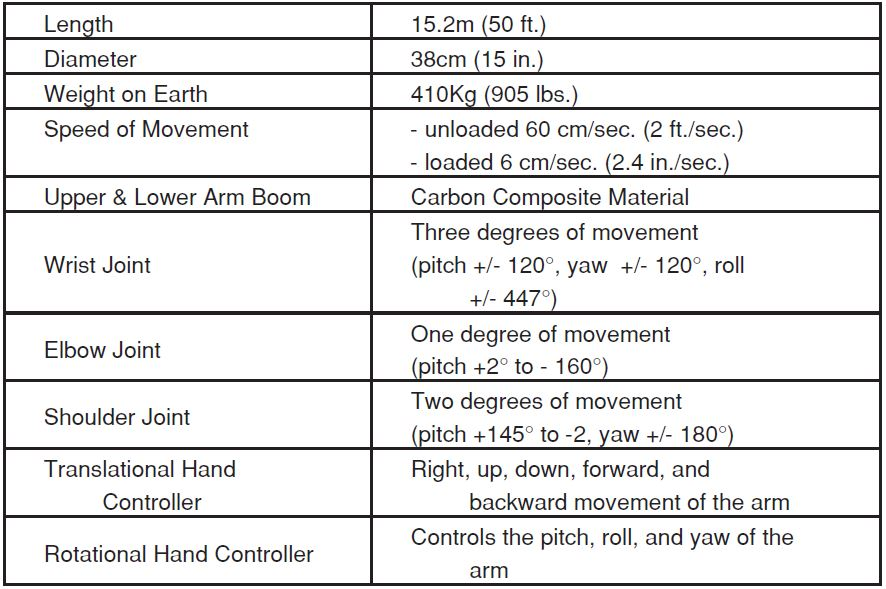 Length
15.2m (50 ft.)
Diameter
38cm (15 in.)
Weight on Earth
410Kg (905 lbs.)
Speed of Movement
- unloaded 60 cm/sec. (2 ft./sec.)
- loaded 6 cm/sec. (2.4 in./sec.)
Upper & Lower Arm Boom
Carbon Composite Material
Wrist Joint
Three degrees of movement
(pitch +/- 120°, yaw  +/- 120°, roll
+/- 447°)
Elbow Joint
One degree of movement
(pitch +2° to - 160°)
Shoulder Joint
Two degrees of movement
(pitch +145° to -2, yaw +/- 180°)
Translational Hand
Controller
Right, up, down, forward, and
backward movement of the arm
Rotational Hand Controller
Controls the pitch, roll, and yaw of the
arm